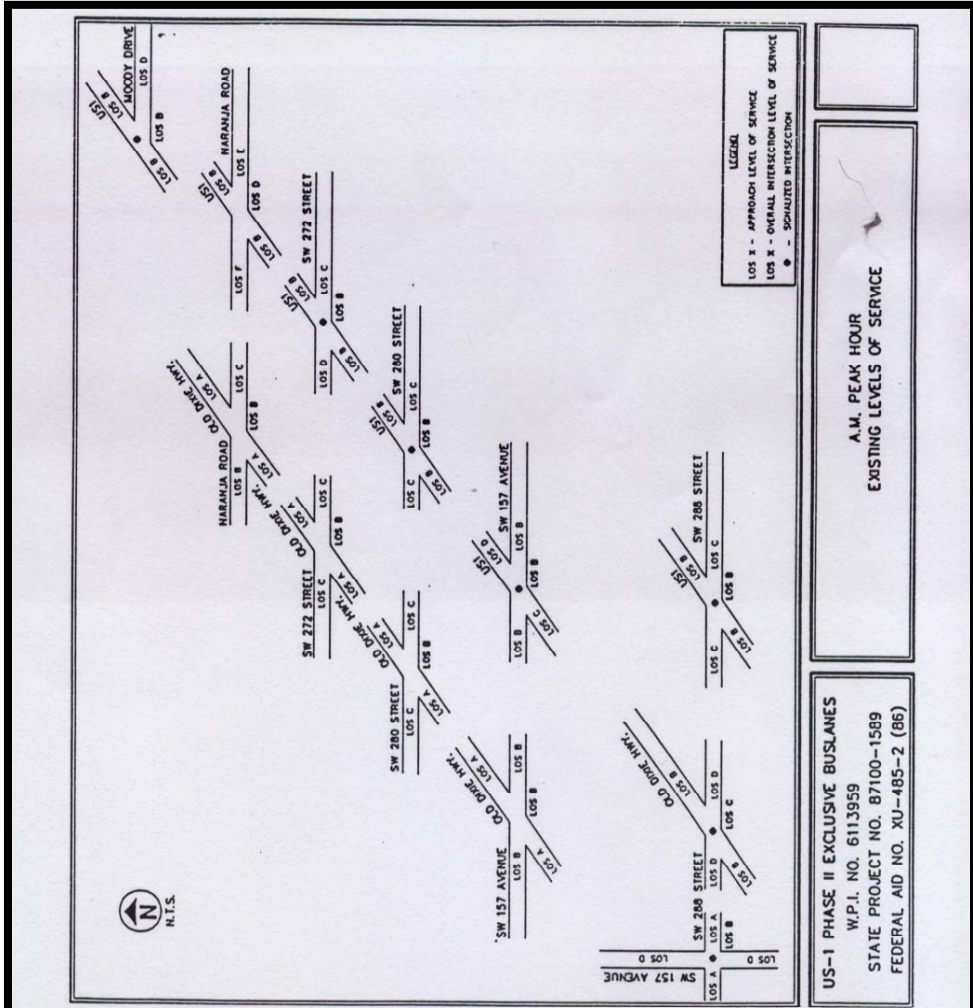 N
N.T.S.
US1
LOS B
MOODY DRIVE
LOS D
LOS B
LOS B
US1
LOS B
NARANJA ROAD
LOS E
LOS D
LOS F
LOS B
US1
LOS B
SW 272 STREET
LOS C
LOS B
LOS D
LOS B
US1
LOS B
SW 280 STREET
LOS C
LOS B
LOS C
LOS B
US1
LOS D
SW 157 AVENUE
LOS B
LOS B
LOS B
LOS C
US1
LOS B
SW 288 STREET
LOS C
LOS B
LOS C
LOS B
OLD DIXIE HWY.
LOS A
NARANJA ROAD
LOS C
LOS B
LOS B
LOS A
OLD DIXIE HWY.
LOS A
SW 272 STREET
LOS C
LOS B
LOS C
LOS A
OLD DIXIE HWY.
LOS A
SW 280 STREET
LOS C
LOS B
LOS C
LOS A
OLD DIXIE HWY.
LOS A
SW 157 AVENUE
LOS B
LOS B
LOS B
LOS A
OLD DIXIE HWY.
LOS B
SW 288 STREET
LOS D
LOS C
LOS D
LOS B
SW 157 AVENUE
LOS D
LOS A
LOS B
LOS A
LOS D
LEGEND
LOS X - APPROACH LEVEL OF SERVICE
LOS X - OVERALL INTERSECTION LEVEL OF SERVICE
● - SIGNALIZED INTERSECTION
US-1 PHASE II EXCLUSIVE BUSLANES
W.P.I. NO. 6113959
STATE PROJECT NO. 87100-1589
FEDERAL AID NO. XU-485-2 (86)
A.M. PEAK HOUR
EXISTING LEVELS OF SERVICE